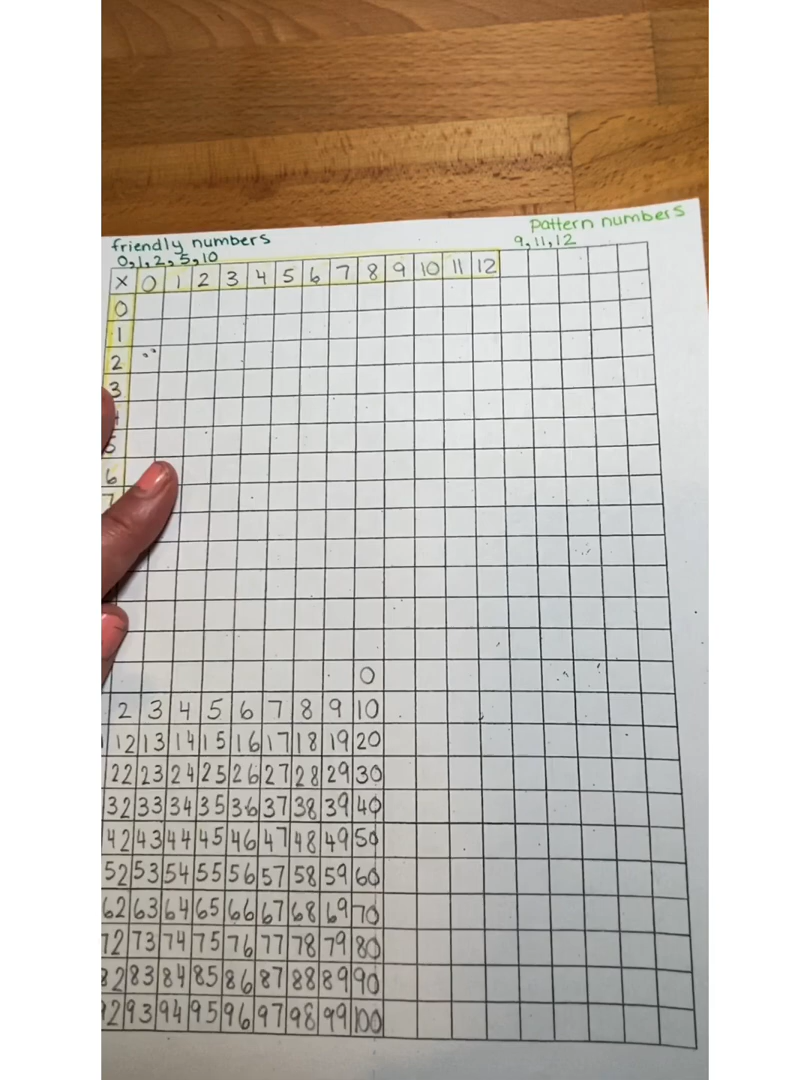 friendly numbers
0,1,2,5,10
Pattern numbers
9,11,12
X 0 1 2 3 4 5 6 7 8 9 10 11 12
0
1
2
3
6
7
0
2 3 4 5 6 7 8 9 10
12 13 14 15 16 17 18 19 20
22 23 24 25 26 27 28 29 30
32 33 34 35 36 37 38 39 40
42 43 44 45 46 47 48 49 50
52 53 54 55 56 57 58 59 60
62 63 64 65 66 67 68 69 70
72 73 74 75 76 77 78 79 80
82 83 84 85 86 87 88 89 90
92 93 94 95 96 97 98 99 100